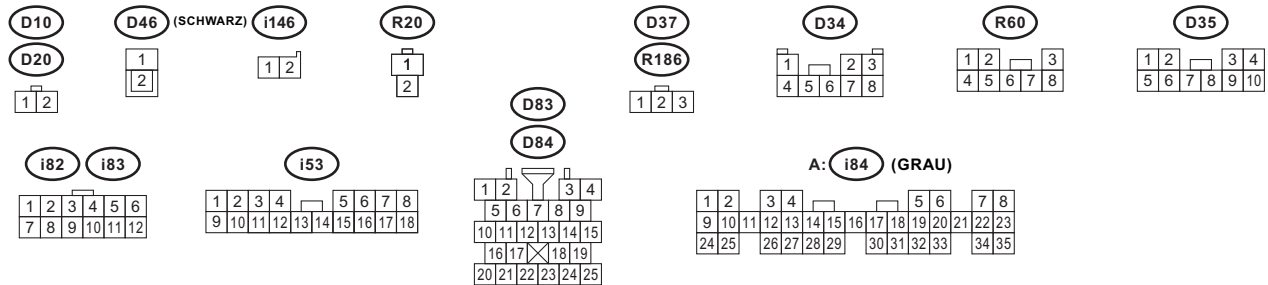 D10 D46 (SCHWARZ) i146 R20 D37 D34 R60 D35
D20 R186
1
2
1 2
1
2
1 2
1 2 3
1 2 3
4 5 6 7 8
1 2 3
4 5 6 7 8
1 2 3 4
5 6 7 8 9 10
D83
D84
i82 i83 i53 A: i84 (GRAU)
1 2 3 4 5 6
7 8 9 10 11 12
1 2 3 4 5 6 7 8
9 10 11 12 13 14 15 16 17 18
1 2 3 4
5 6 7 8 9
10 11 12 13 14 15
16 17 18 19
20 21 22 23 24 25
1 2 3 4 5 6 7 8
9 10 11 12 13 14 15 16 17 18 19 20 21 22 23
24 25 26 27 28 29 30 31 32 33 34 35